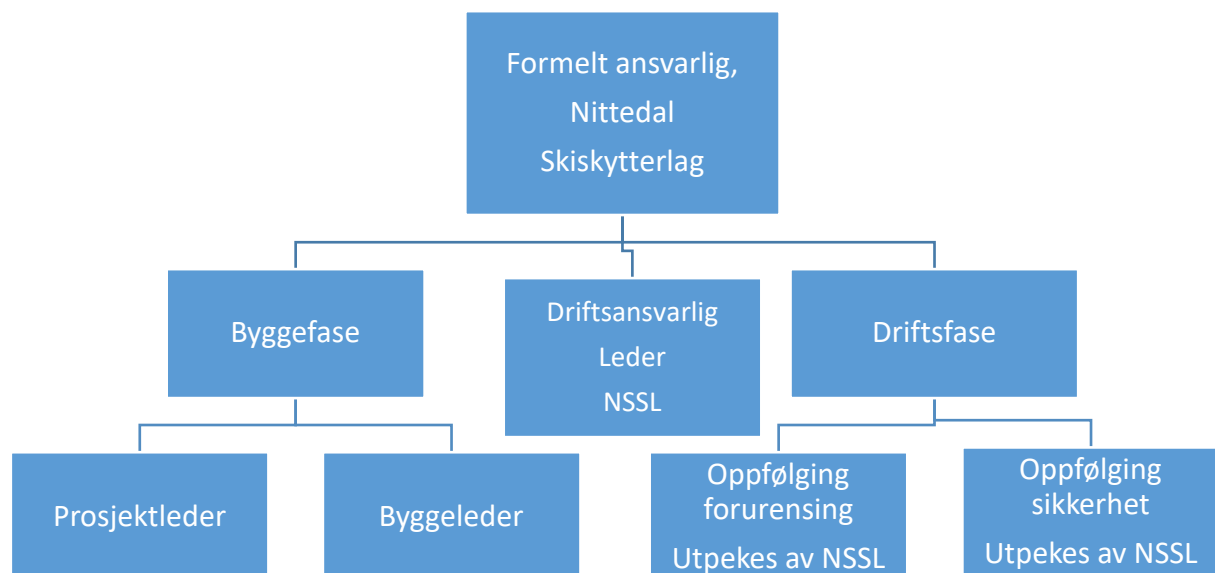 Formelt ansvarlig,
Nittedal
Skiskytterlag
Byggefase
Driftsansvarlig
Leder
NSSL
Driftsfase
Prosjektleder
Byggeleder
Oppfølging
forurensing
Utpekes av NSSL
Oppfølging
sikkerhet
Utpekes av NSSL